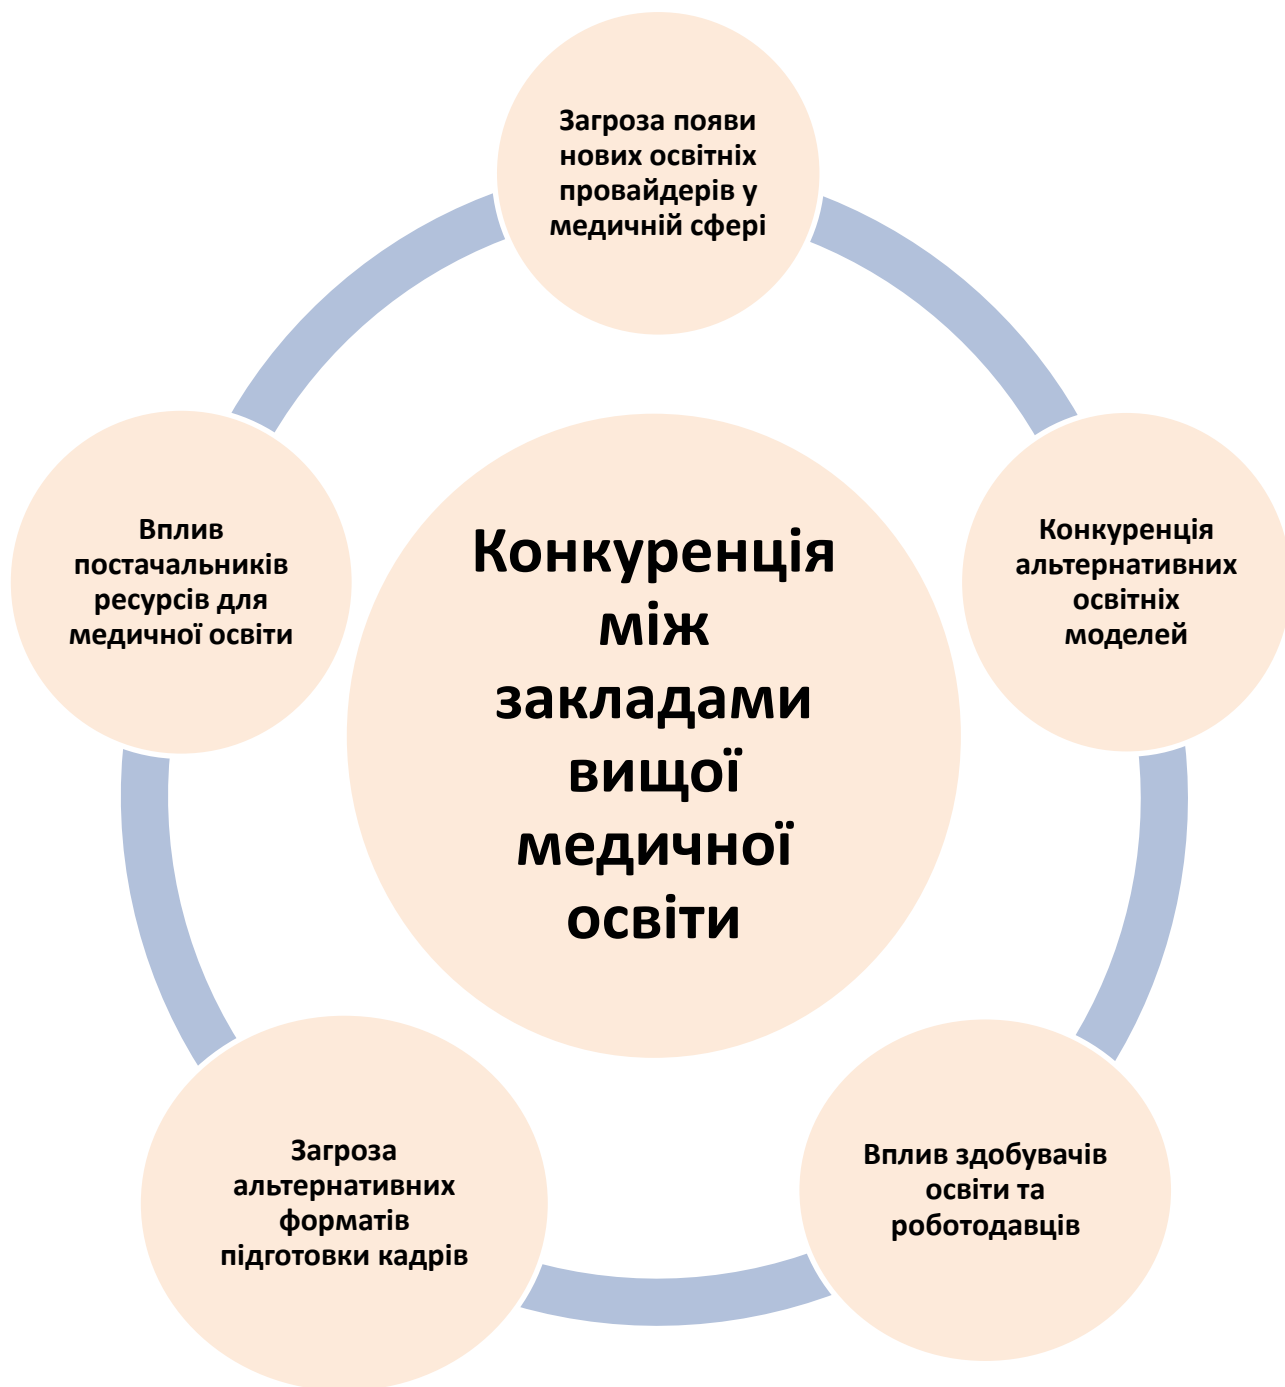 Загроза появи
нових освітніх
провайдерів у
медичній сфері
Вплив
постачальників
ресурсів для
медичної освіти
Конкуренція
між
закладами
вищої
медичної
освіти
Конкуренція
альтернативних
освітніх
моделей
Загроза
альтернативних
форматів
підготовки кадрів
Вплив здобувачів
освіти та
роботодавців